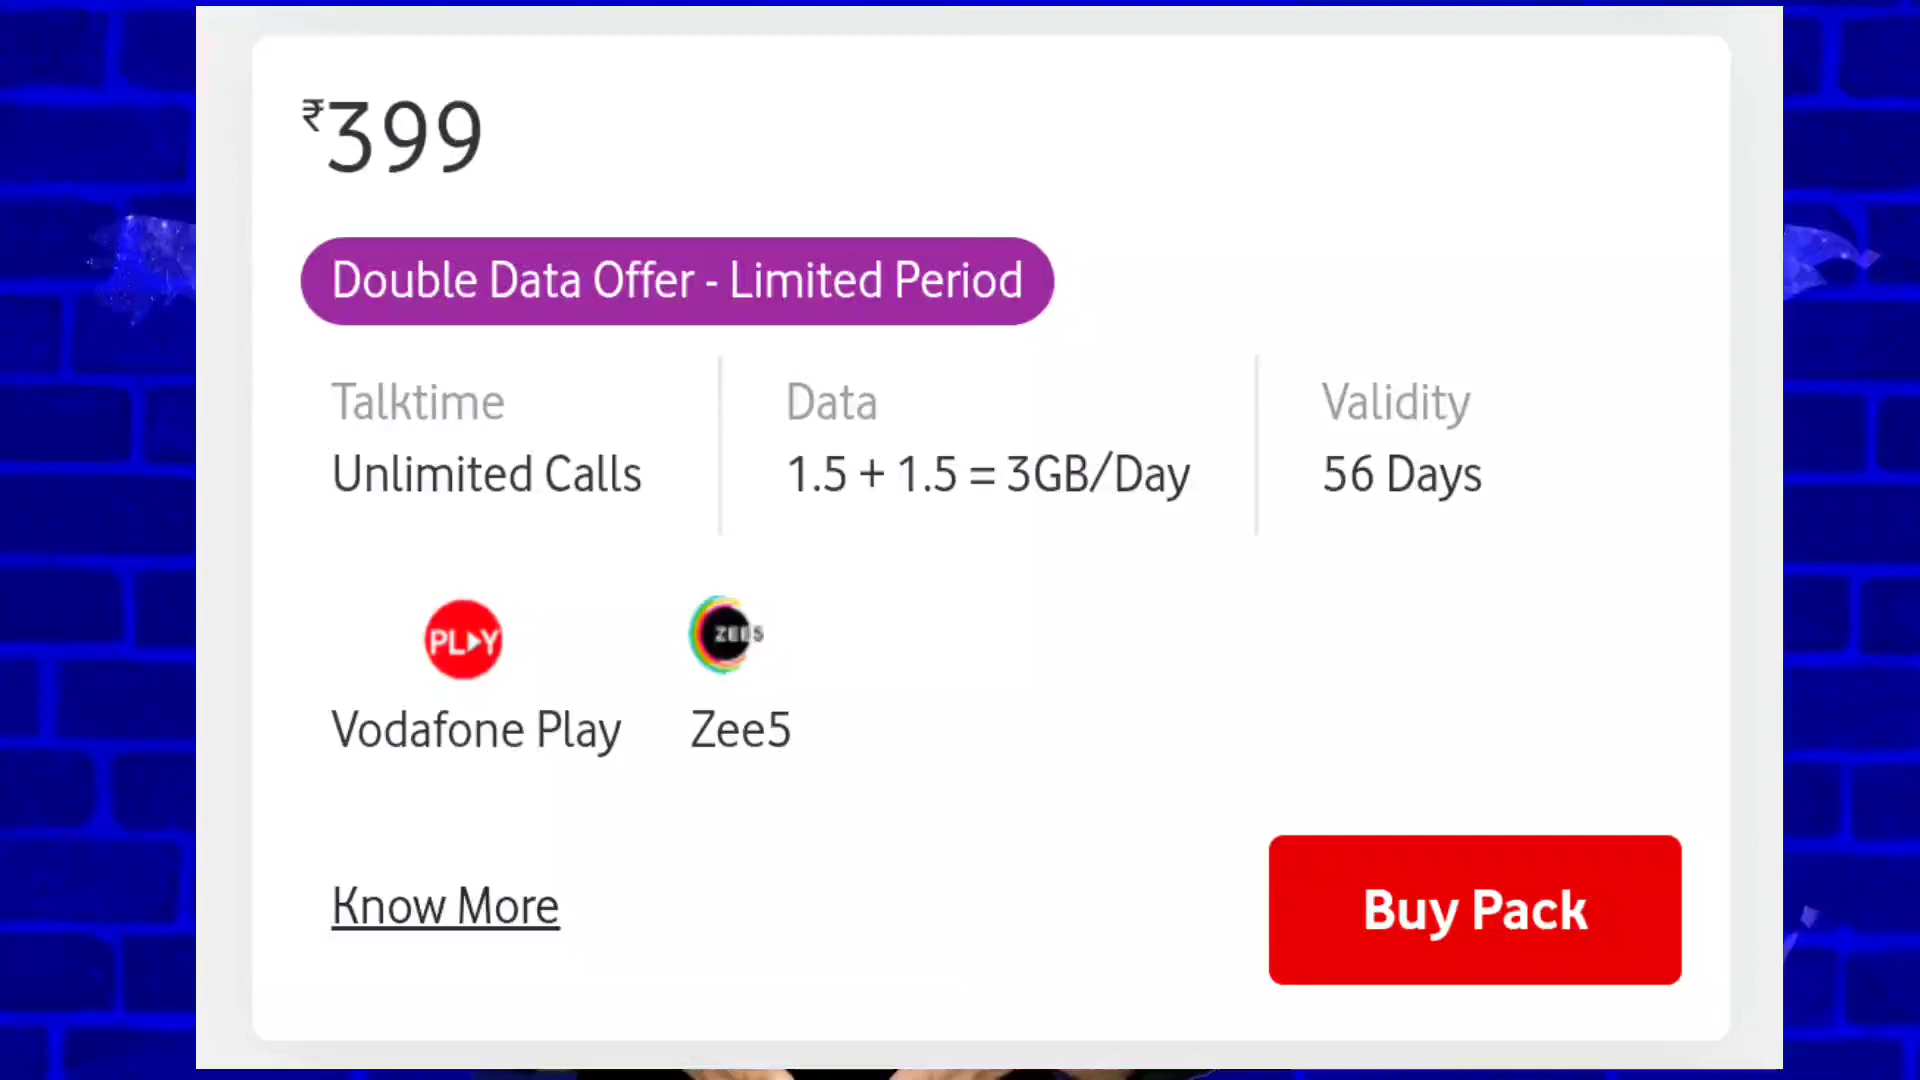 ₹399
Double Data Offer - Limited Period
Talktime Data Validity
Unlimited Calls 1.5 + 1.5 = 3GB/Day 56 Days
PLAY ZEE5
Vodafone Play Zee5
Know More Buy Pack